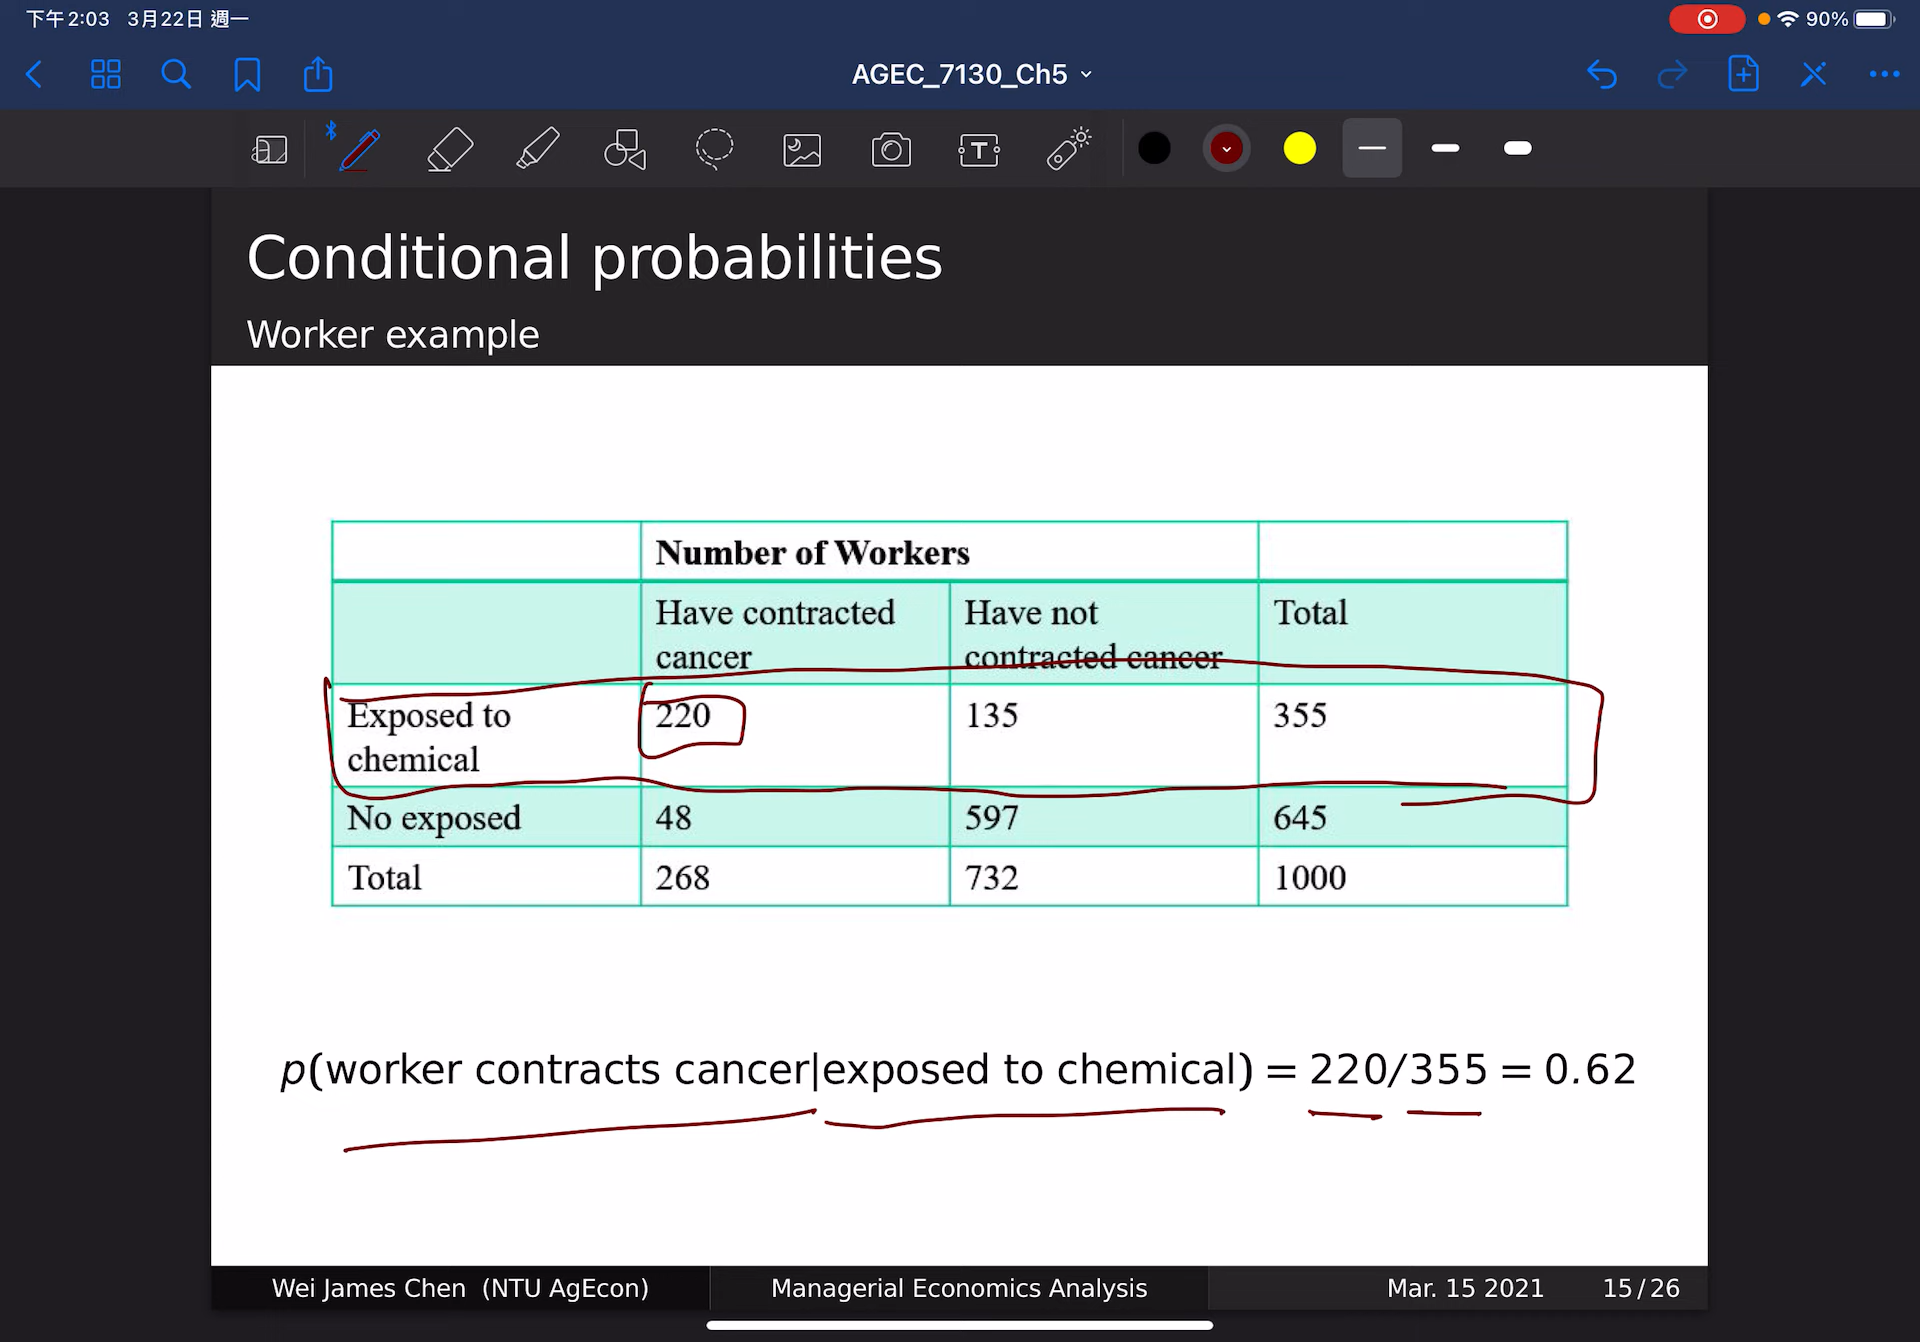 下午2:03 3月22日 週一
90%
AGEC_7130_Ch5
Conditional probabilities
Worker example
Number of Workers
Have contracted cancer
Have not contracted cancer
Total
Exposed to chemical
220
135
355
No exposed
48
597
645
Total
268
732
1000
p(worker contracts cancer|exposed to chemical) = 220/355 = 0.62
Wei James Chen (NTU AgEcon)
Managerial Economics Analysis
Mar. 15 2021
15/26